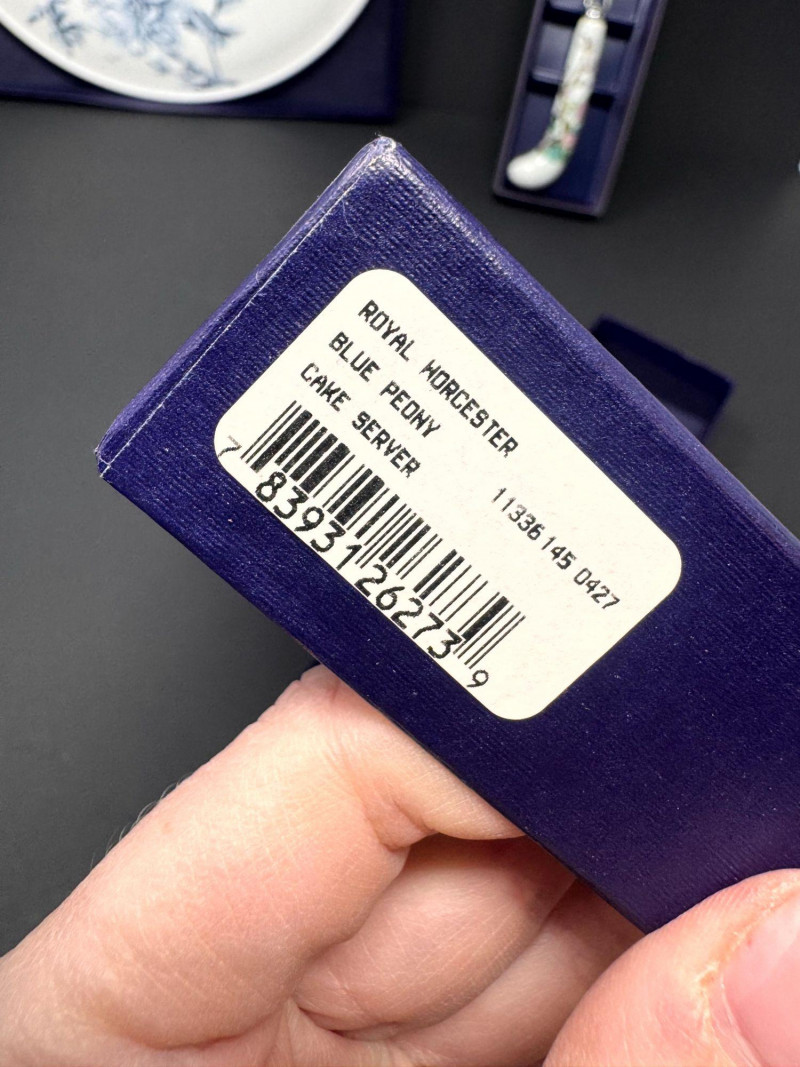 ROYAL WORCESTER
BLUE PEONY
CAKE SERVER
11336145 0427
7 83931 26273 9